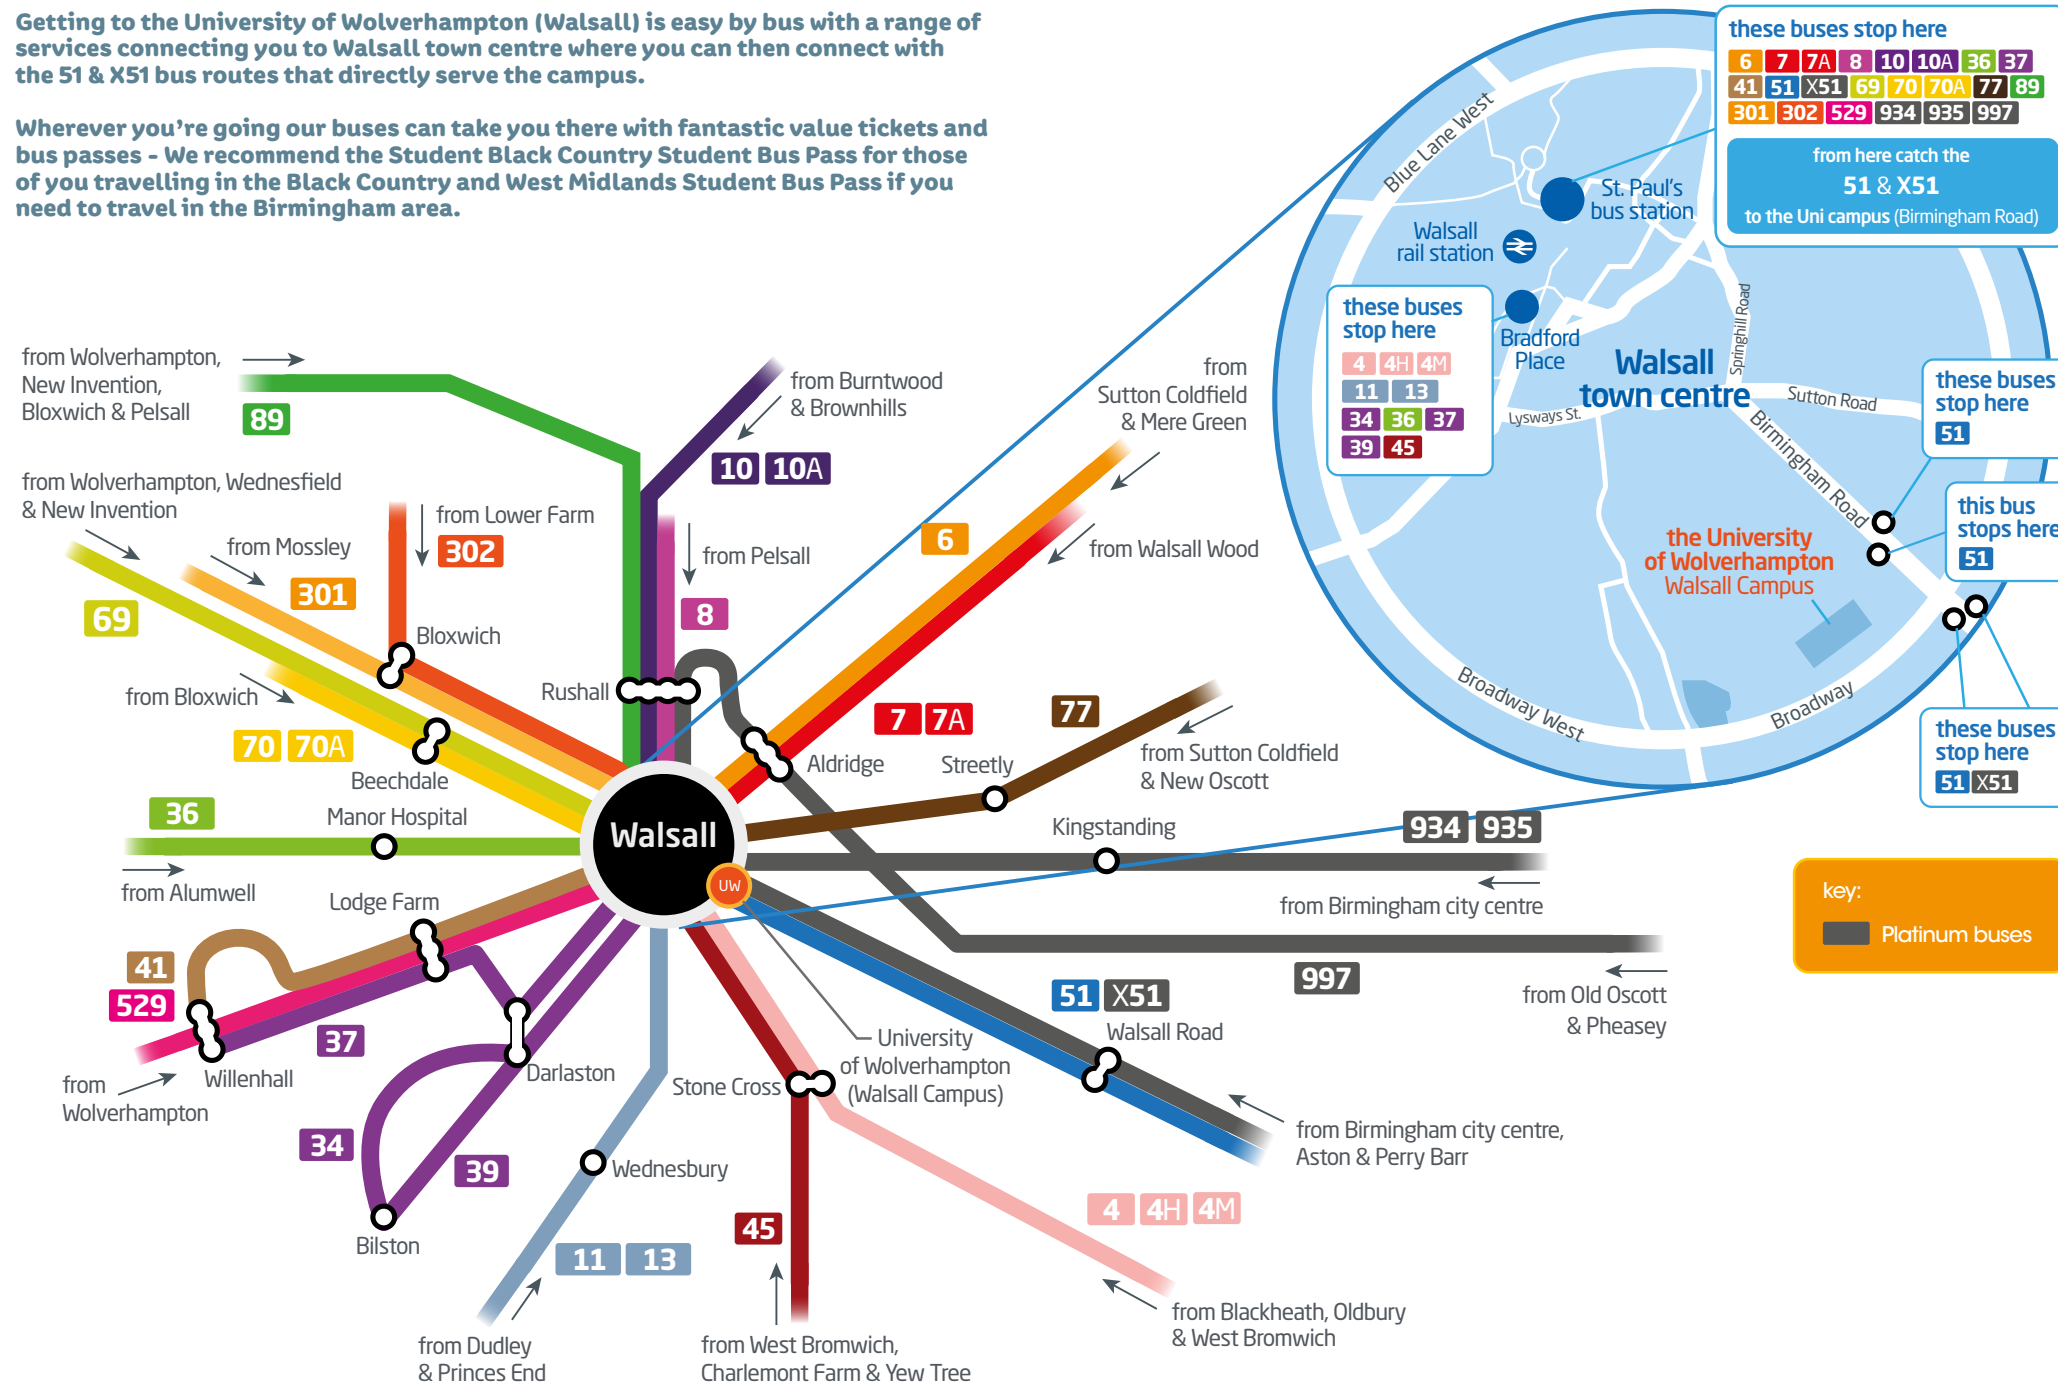 Getting to the University of Wolverhampton (Walsall) is easy by bus with a range of
services connecting you to Walsall town centre where you can then connect with
the 51 & X51 bus routes that directly serve the campus.
Wherever you're going our buses can take you there with fantastic value tickets and
bus passes - We recommend the Student Black Country Student Bus Pass for those
of you travelling in the Black Country and West Midlands Student Bus Pass if you
need to travel in the Birmingham area.
these buses stop here
6 7 7A 8 10 10A 36 37
41 51 X51 69 70 70A 77 89
301 302 529 934 935 997
from here catch the
51 & X51
to the Uni campus (Birmingham Road)
Blue Lane West
St. Paul's
bus station
Walsall
rail station
these buses
stop here
4 4H 4M
11 13
34 36 37
39 45
Bradford
Place
Springhill Road
Walsall
town centre
Lysways St.
Sutton Road
Birmingham Road
these buses
stop here
51
this bus
stops here
51
the University
of Wolverhampton
Walsall Campus
Broadway West
Broadway
these buses
stop here
51 X51
from Wolverhampton,
New Invention,
Bloxwich & Pelsall
89
from Burntwood
& Brownhills
10 10A
from
Sutton Coldfield
& Mere Green
6
from Wolverhampton, Wednesfield
& New Invention
69
from Mossley
301
from Lower Farm
302
from Pelsall
8
from Walsall Wood
7 7A
Bloxwich
Rushall
from Bloxwich
70 70A
Beechdale
Aldridge
Streetly
77
from Sutton Coldfield
& New Oscott
36
Manor Hospital
from Alumwell
Walsall
UW
Kingstanding
934 935
from Birmingham city centre
key:
Platinum buses
Lodge Farm
41
529
37
from
Wolverhampton
Willenhall
Darlaston
34
39
Bilston
997
from Old Oscott
& Pheasey
51 X51
Walsall Road
University
of Wolverhampton
(Walsall Campus)
Stone Cross
Wednesbury
11 13
45
4 4H 4M
from Birmingham city centre,
Aston & Perry Barr
from Dudley
& Princes End
from West Bromwich,
Charlemont Farm & Yew Tree
from Blackheath, Oldbury
& West Bromwich